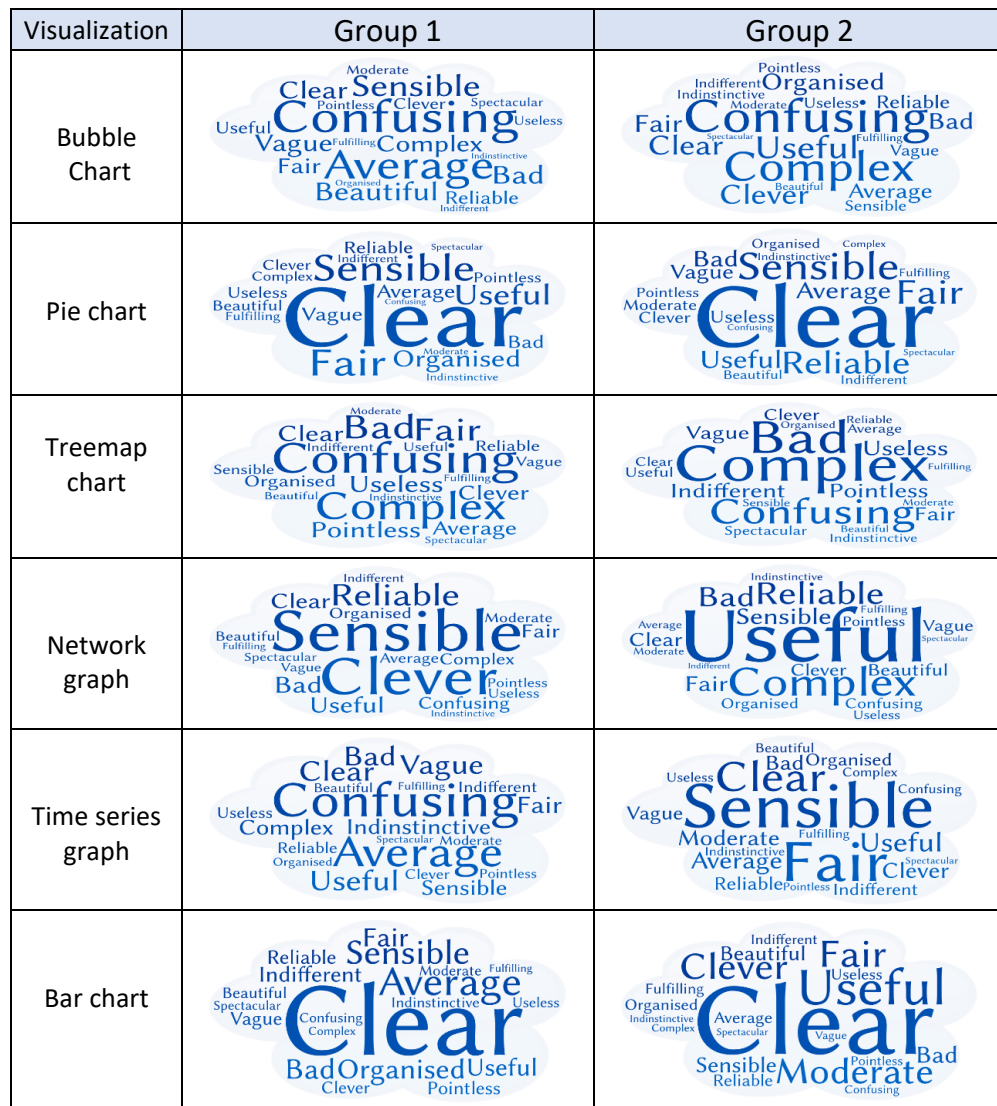 Visualization Group 1 Group 2
Bubble
Chart
Moderate
Clear Sensible
Pointless Clever Spectacular
Confusing
Useful Useless
Vague Fulfilling Complex
Indinstinctive
Fair Average Bad
Organised
Beautiful Reliable
Indifferent
Pointless
Indifferent Organised
Indinstinctive
Moderate Useless Reliable
Fair Confusing Bad
Spectacular Fulfilling
Clear Useful Vague
Complex
Beautiful
Clever Average
Sensible
Pie chart
Reliable Spectacular
Indifferent
Clever Sensible
Complex Pointless
Useless Average Useful
Beautiful Confusing
Fulfilling Vague
Clear
Bad
Moderate
Fair Organised
Indinstinctive
Organised Complex
Bad Indinstinctive
Vague Sensible Fulfilling
Pointless Average Fair
Moderate
Clever Useless
Confusing
Clear
Useful Reliable Spectacular
Beautiful Indifferent
Treemap
chart
Moderate
Clear Bad Fair
Indifferent Useful Reliable
Sensible Confusing Vague
Organised Useless Fulfilling
Beautiful Indinstinctive Clever
Complex
Pointless Average
Spectacular
Clever Reliable
Organised Average
Vague Bad Useless
Clear Complex Fulfilling
Useful
Indifferent Pointless
Sensible Moderate
Confusing Fair
Spectacular Beautiful
Indinstinctive
Network
graph
Indifferent
Clear Reliable
Organised Moderate
Beautiful Sensible Fair
Fulfilling
Spectacular Average Complex
Vague
Bad Clever Pointless
Useless
Useful Confusing
Indinstinctive
Indinstinctive
Bad Reliable
Sensible Fulfilling
Pointless
Average Useful Vague
Clear Spectacular
Moderate
Indifferent Clever Beautiful
Fair Complex
Organised Confusing
Useless
Time series
graph
Bad Vague
Clear
Beautiful Fulfilling Indifferent
Useless Confusing Fair
Complex Indinstinctive
Spectacular Moderate
Reliable Average
Organised
Clever Pointless
Useful Sensible
Beautiful
Bad Organised
Useless Clear Complex
Confusing
Vague Sensible
Moderate Fulfilling Useful
Indinstinctive
Average Fair Spectacular
Clever
Reliable Pointless Indifferent
Bar chart
Fair
Reliable Sensible
Indifferent Moderate Fulfilling
Average
Beautiful Indinstinctive Useless
Spectacular
Vague Confusing
Complex
Clear
Bad Organised Useful
Clever Pointless
Indifferent
Beautiful Fair
Clever Useless
Fulfilling Useful
Organised
Indinstinctive Average
Complex Spectacular
Clear
Vague
Sensible Pointless Bad
Reliable Moderate
Confusing